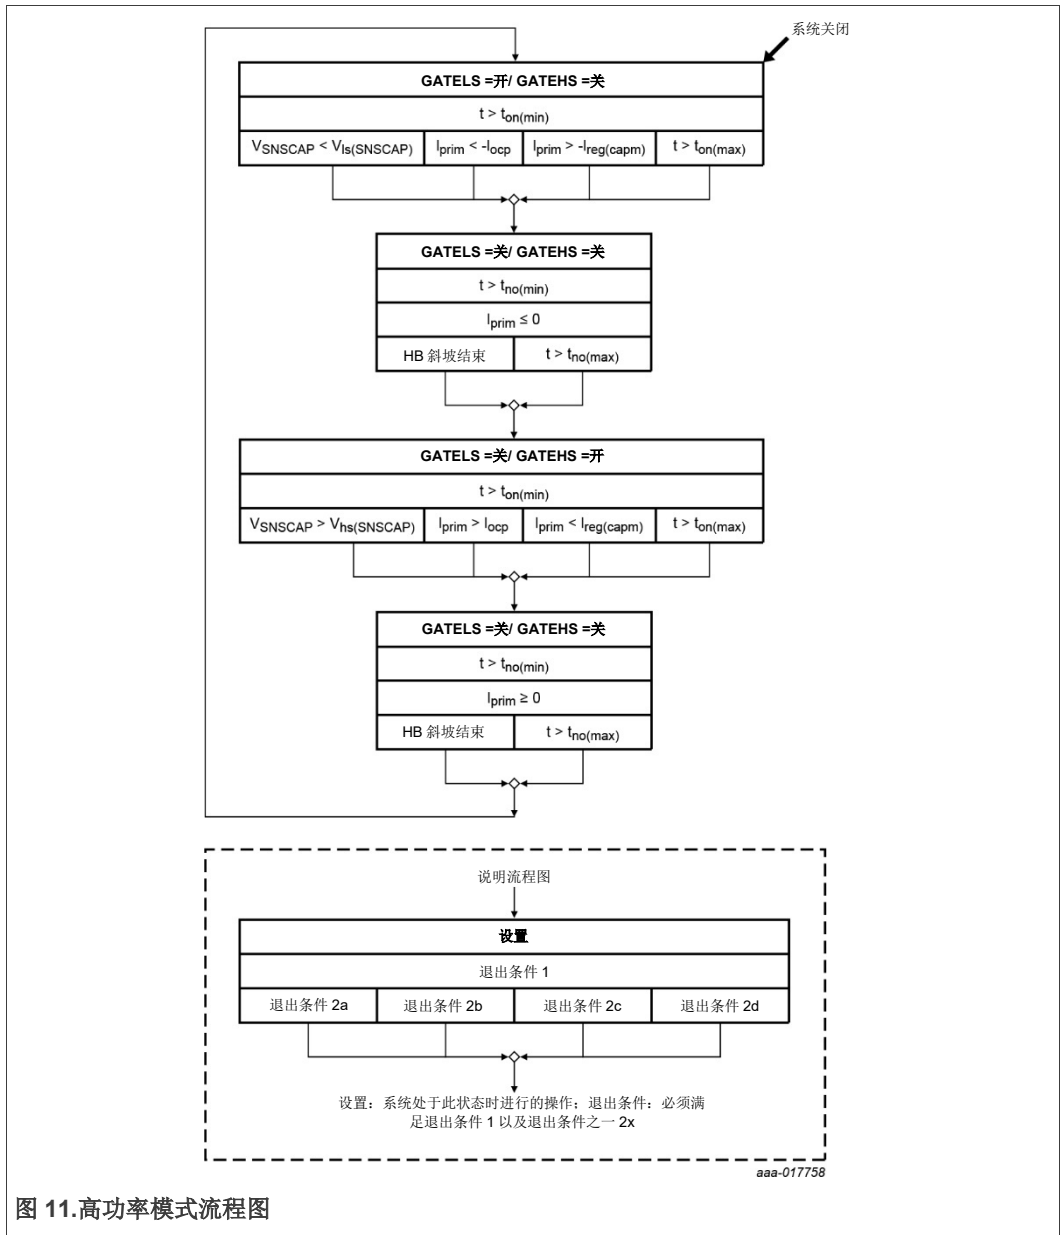 系统关闭
GATELS =开/ GATEHS =关
t > ton(min)
VSNSCAP < Vls(SNSCAP)
Iprim < -Iocp
Iprim > -Ireg(capm)
t > ton(max)
GATELS =关/ GATEHS =关
t > tno(min)
Iprim ≤ 0
HB 斜坡结束
t > tno(max)
GATELS =关/ GATEHS =开
t > ton(min)
VSNSCAP > Vhs(SNSCAP)
Iprim > Iocp
Iprim < Ireg(capm)
t > ton(max)
GATELS =关/ GATEHS =关
t > tno(min)
Iprim ≥ 0
HB 斜坡结束
t > tno(max)
说明流程图
设置
退出条件 1
退出条件 2a
退出条件 2b
退出条件 2c
退出条件 2d
设置：系统处于此状态时进行的操作；退出条件：必须满
足退出条件 1 以及退出条件之一 2x
aaa-017758
图 11.高功率模式流程图